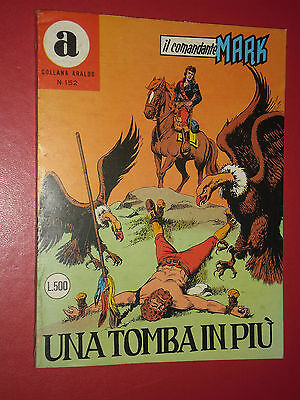 a
COLLANA ARALDO
N. 152
il comandante
MARK
L.500
UNA TOMBA IN PIÙ